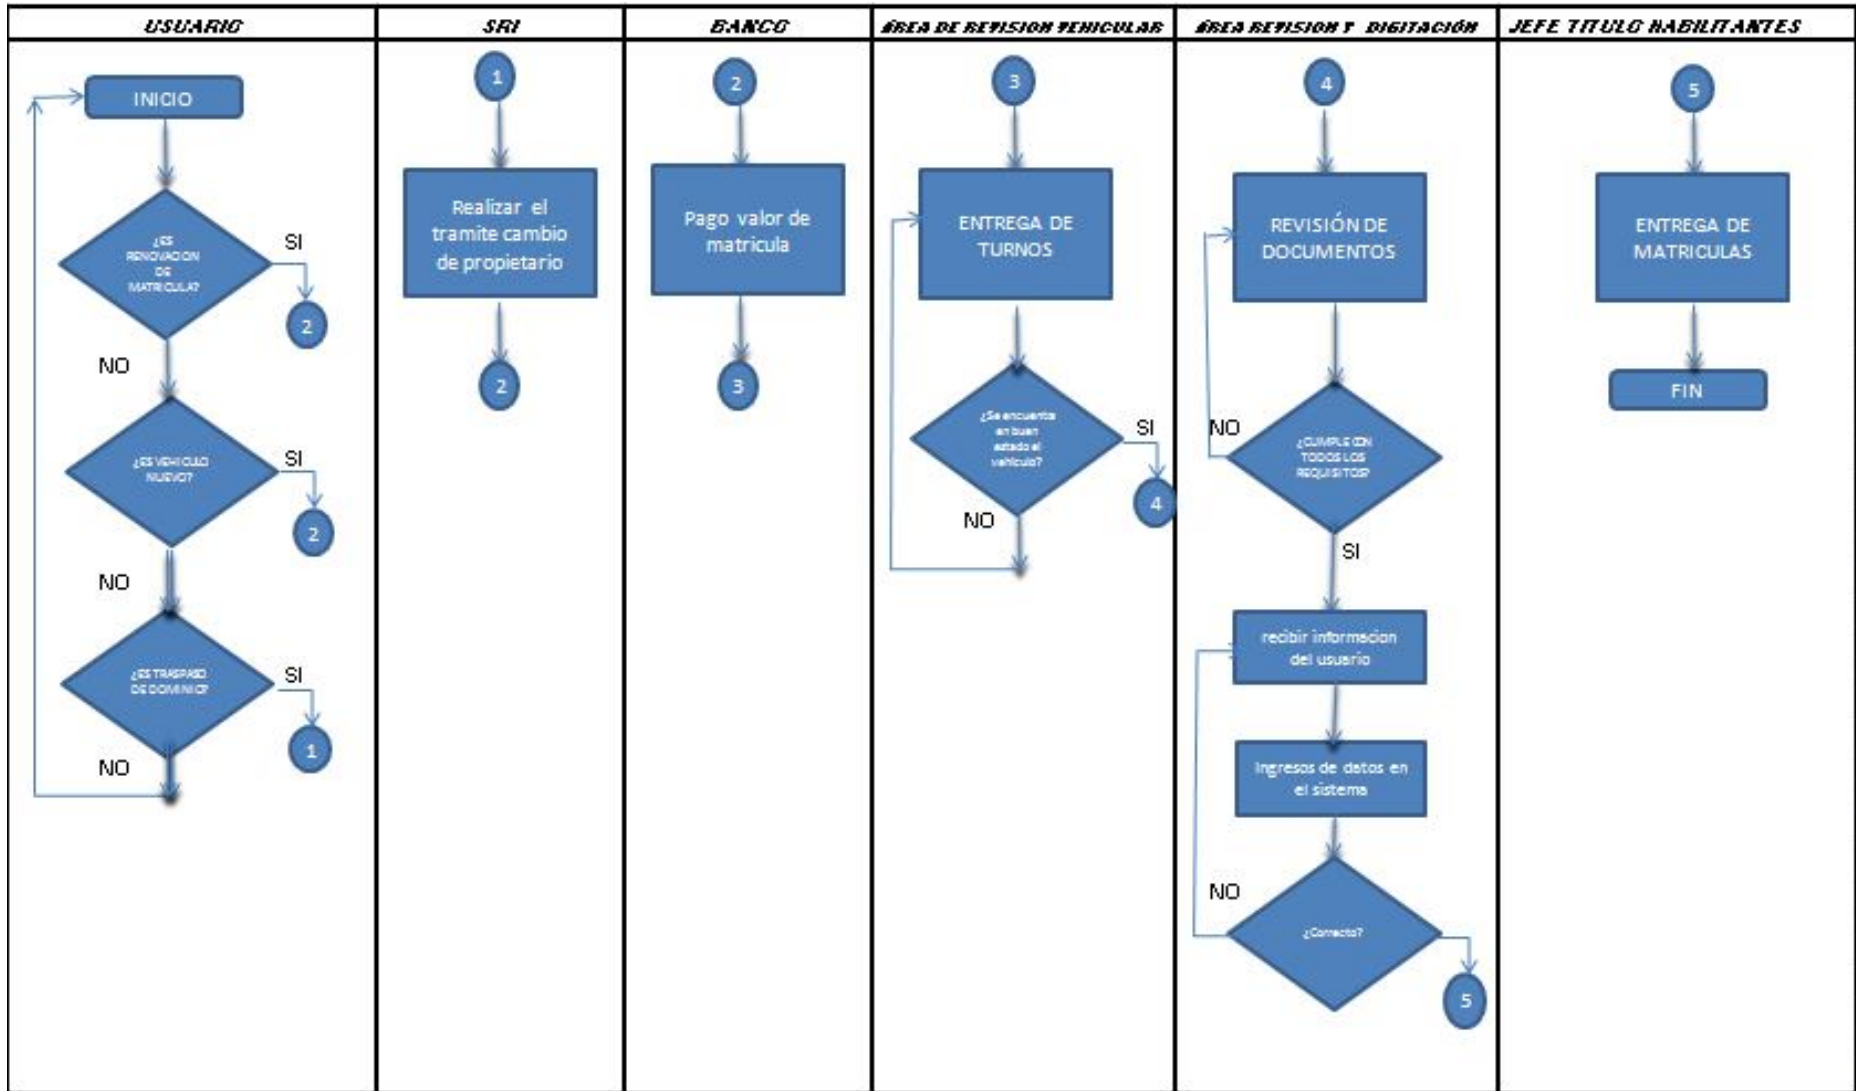 USUARIO
SRI
BANCO
ÁREA DE REVISION VEHICULAR
ÁREA REVISION Y DIGITACIÓN
JEFE TITULO HABILITANTES
INICIO
¿ES
RENOVACION
DE
MATRICULA?
SI
2
NO
¿ES VEHICULO
NUEVO?
SI
2
NO
¿ES TRASPASO
DE DOMINIO?
SI
1
NO
1
Realizar el
tramite cambio
de propietario
2
2
Pago valor de
matricula
3
3
ENTREGA DE
TURNOS
¿Se encuentra
en buen
estado el
vehículo?
SI
4
NO
4
REVISIÓN DE
DOCUMENTOS
NO
¿CUMPLE CON
TODOS LOS
REQUISITOS?
SI
recibir informacion
del usuario
Ingresos de datos en
el sistema
NO
¿Correcto?
5
5
ENTREGA DE
MATRICULAS
FIN